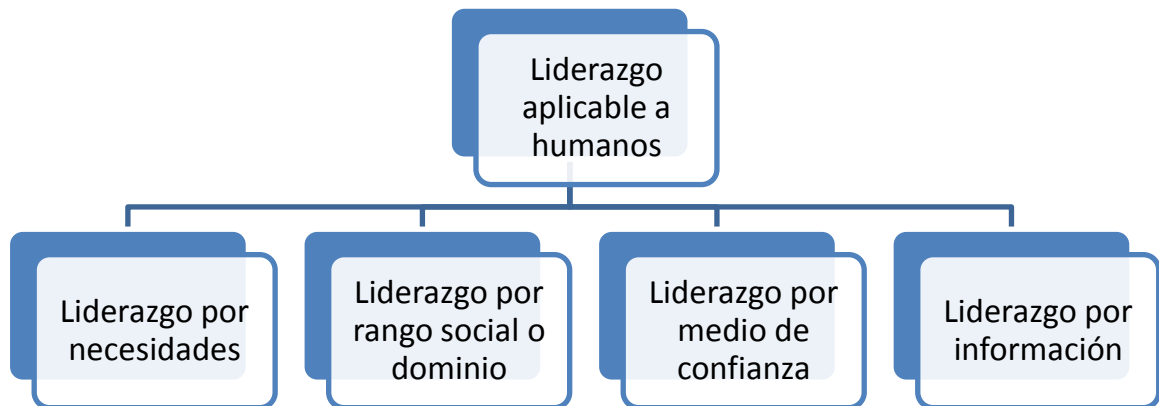 Liderazgo
aplicable a
humanos
Liderazgo por
necesidades
Liderazgo por
rango social o
dominio
Liderazgo por
medio de
confianza
Liderazgo por
información